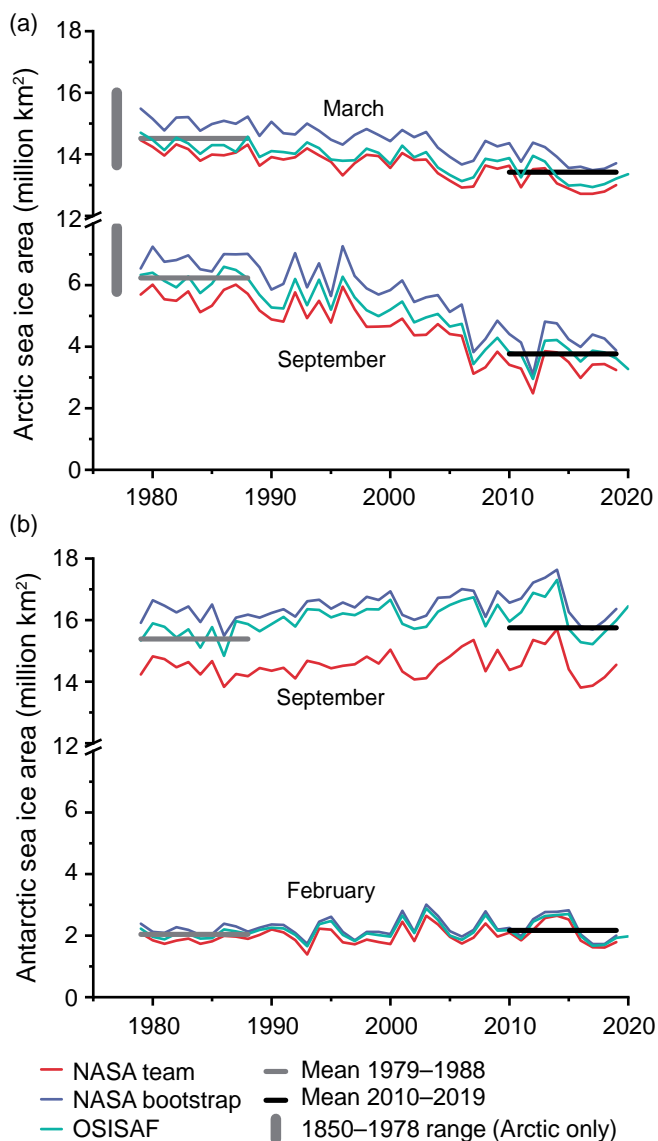 (a)
Arctic sea ice area (million km²)
18
16
14
12
6
4
2
0
March
September
1980 1990 2000 2010 2020
(b)
Antarctic sea ice area (million km²)
18
16
14
12
6
4
2
0
September
February
1980 1990 2000 2010 2020
NASA team
NASA bootstrap
OSISAF
Mean 1979–1988
Mean 2010–2019
1850–1978 range (Arctic only)